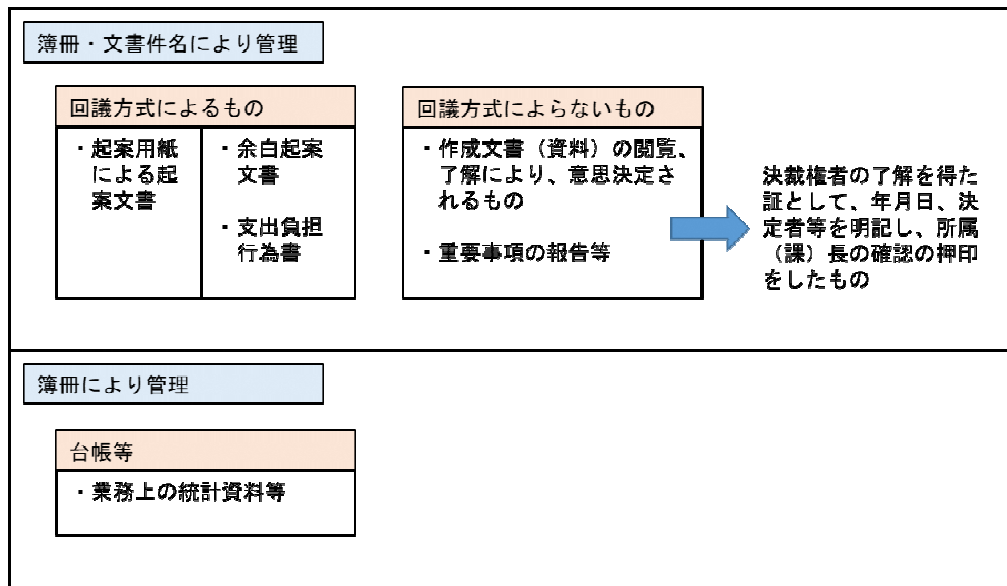 簿冊・文書件名により管理
回議方式によるもの
・起案用紙
による起
案文書
・余白起案
文書
・支出負担
行為書
回議方式によらないもの
・作成文書（資料）の閲覧、
了解により、意思決定さ
れるもの
・重要事項の報告等
決裁権者の了解を得た
証として、年月日、決
定者等を明記し、所属
（課）長の確認の押印
をしたもの
簿冊により管理
台帳等
・業務上の統計資料等